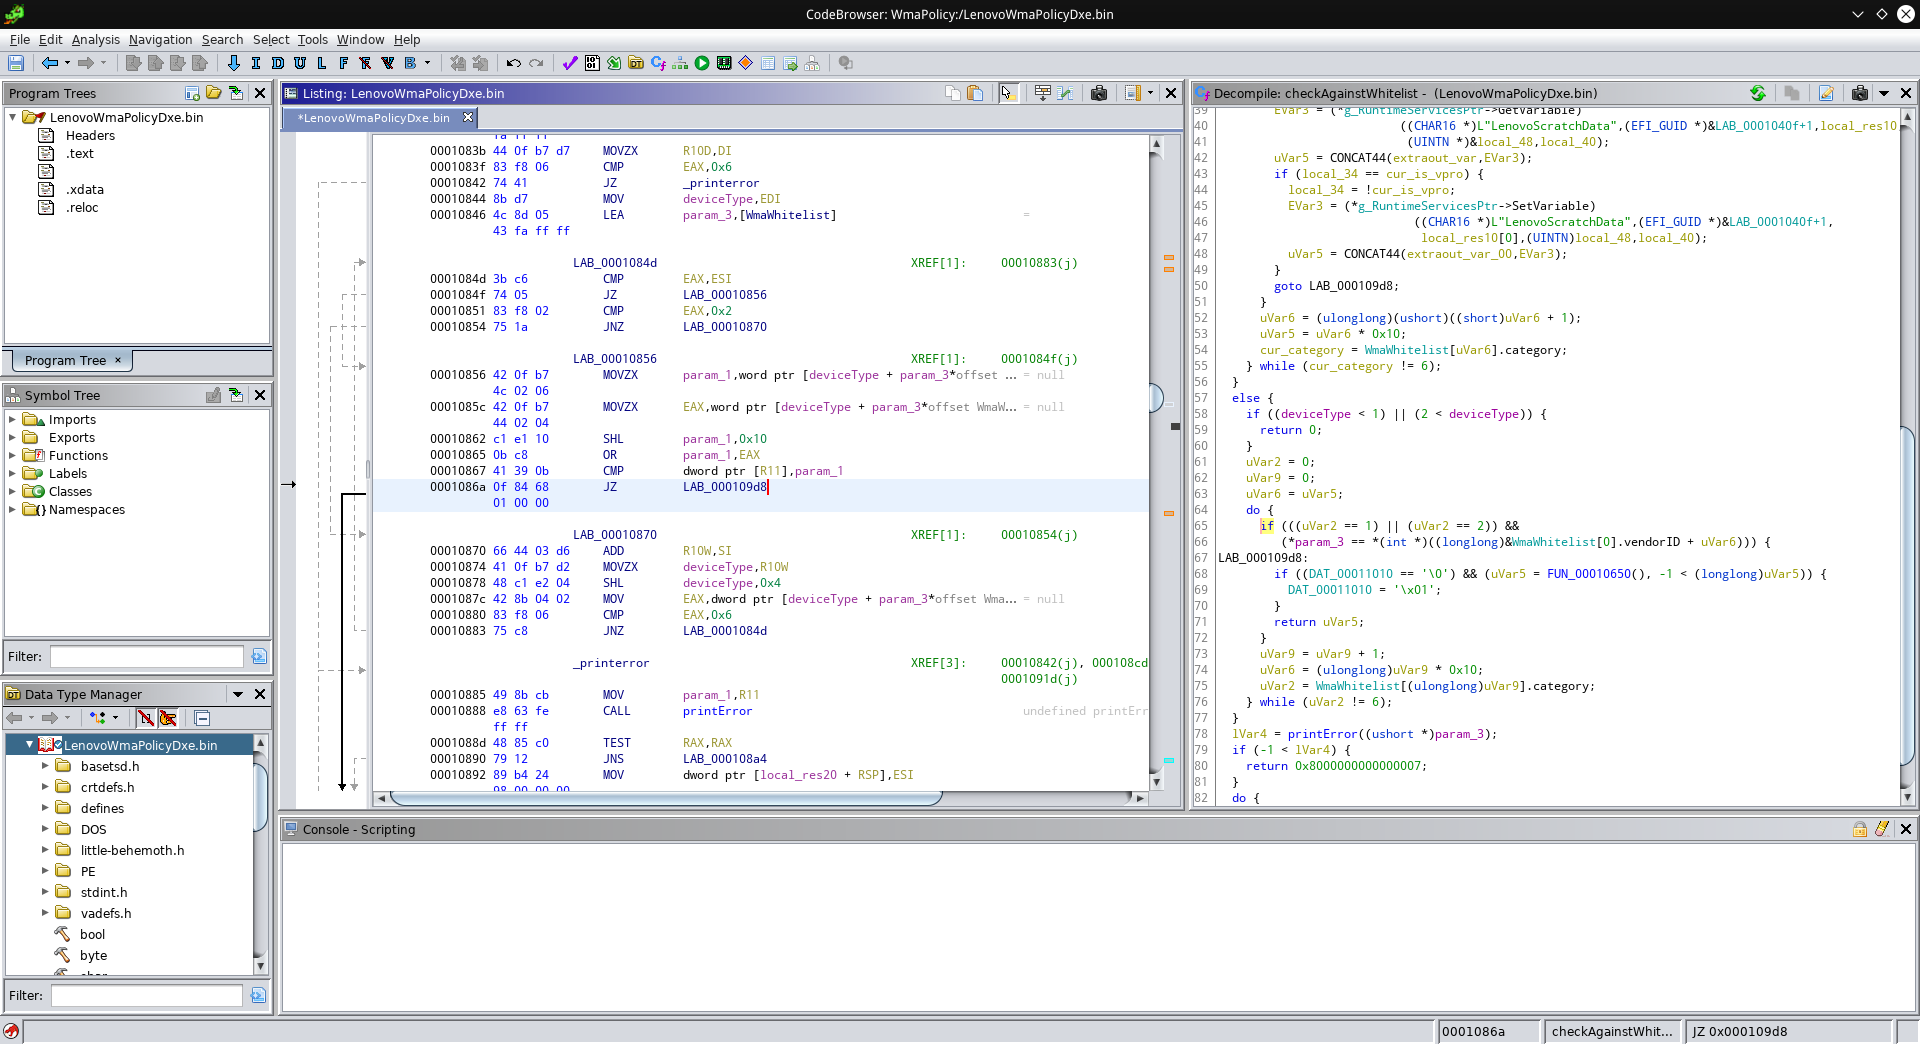 CodeBrowser: WmaPolicy:/LenovoWmaPolicyDxe.bin
File Edit Analysis Navigation Search Select Tools Window Help
I D U L F B
Program Trees
LenovoWmaPolicyDxe.bin
Headers
.text
.xdata
.reloc
Program Tree ×
Symbol Tree
Imports
Exports
Functions
Labels
Classes
Namespaces
Filter:
Data Type Manager
LenovoWmaPolicyDxe.bin
basetsd.h
crtdefs.h
defines
DOS
little-behemoth.h
PE
stdint.h
vadefs.h
bool
byte
Filter:
Listing: LenovoWmaPolicyDxe.bin
*LenovoWmaPolicyDxe.bin
0001083b 44 0f b7 d7 MOVZX R10D,DI
0001083f 83 f8 06 CMP EAX,0x6
00010842 74 41 JZ _printerror
00010844 8b d7 MOV deviceType,EDI
00010846 4c 8d 05 LEA param_3,[WmaWhitelist] =
43 fa ff ff
LAB_0001084d XREF[1]: 00010883(j)
0001084d 3b c6 CMP EAX,ESI
0001084f 74 05 JZ LAB_00010856
00010851 83 f8 02 CMP EAX,0x2
00010854 75 1a JNZ LAB_00010870
LAB_00010856 XREF[1]: 0001084f(j)
00010856 42 0f b7 MOVZX param_1,word ptr [deviceType + param_3*offset ... = null
4c 02 06
0001085c 42 0f b7 MOVZX EAX,word ptr [deviceType + param_3*offset WmaW... = null
44 02 04
00010862 c1 e1 10 SHL param_1,0x10
00010865 0b c8 OR param_1,EAX
00010867 41 39 0b CMP dword ptr [R11],param_1
0001086a 0f 84 68 JZ LAB_000109d8
01 00 00
LAB_00010870 XREF[1]: 00010854(j)
00010870 66 44 03 d6 ADD R10W,SI
00010874 41 0f b7 d2 MOVZX deviceType,R10W
00010878 48 c1 e2 04 SHL deviceType,0x4
0001087c 42 8b 04 02 MOV EAX,dword ptr [deviceType + param_3*offset Wma... = null
00010880 83 f8 06 CMP EAX,0x6
00010883 75 c8 JNZ LAB_0001084d
_printerror XREF[3]: 00010842(j), 000108cd
0001091d(j)
00010885 49 8b cb MOV param_1,R11
00010888 e8 63 fe CALL printError undefined printErr
ff ff
0001088d 48 85 c0 TEST RAX,RAX
00010890 79 12 JNS LAB_000108a4
00010892 89 b4 24 MOV dword ptr [local_res20 + RSP],ESI
98 00 00 00
Decompile: checkAgainstWhitelist - (LenovoWmaPolicyDxe.bin)
39 EVar3 = (*g_RuntimeServicesPtr->GetVariable)
40 ((CHAR16 *)L"LenovoScratchData",(EFI_GUID *)&LAB_0001040f+1,local_res10
41 (UINTN *)&local_48,local_40);
42 uVar5 = CONCAT44(extraout_var,EVar3);
43 if (local_34 == cur_is_vpro) {
44 local_34 = !cur_is_vpro;
45 EVar3 = (*g_RuntimeServicesPtr->SetVariable)
46 ((CHAR16 *)L"LenovoScratchData",(EFI_GUID *)&LAB_0001040f+1,
47 local_res10[0],(UINTN)local_48,local_40);
48 uVar5 = CONCAT44(extraout_var_00,EVar3);
49 }
50 goto LAB_000109d8;
51 }
52 uVar6 = (ulonglong)(ushort)((short)uVar6 + 1);
53 uVar5 = uVar6 * 0x10;
54 cur_category = WmaWhitelist[uVar6].category;
55 } while (cur_category != 6);
56 }
57 else {
58 if ((deviceType < 1) || (2 < deviceType)) {
59 return 0;
60 }
61 uVar2 = 0;
62 uVar9 = 0;
63 uVar6 = uVar5;
64 do {
65 if (((uVar2 == 1) || (uVar2 == 2)) &&
66 (*param_3 == *(int *)((longlong)&WmaWhitelist[0].vendorID + uVar6))) {
67 LAB_000109d8:
68 if ((DAT_00011010 == '\0') && (uVar5 = FUN_00010650(), -1 < (longlong)uVar5)) {
69 DAT_00011010 = '\x01';
70 }
71 return uVar5;
72 }
73 uVar9 = uVar9 + 1;
74 uVar6 = (ulonglong)uVar9 * 0x10;
75 uVar2 = WmaWhitelist[(ulonglong)uVar9].category;
76 } while (uVar2 != 6);
77 }
78 lVar4 = printError((ushort *)param_3);
79 if (-1 < lVar4) {
80 return 0x8000000000000007;
81 }
82 do {
Console - Scripting
0001086a checkAgainstWhit... JZ 0x000109d8